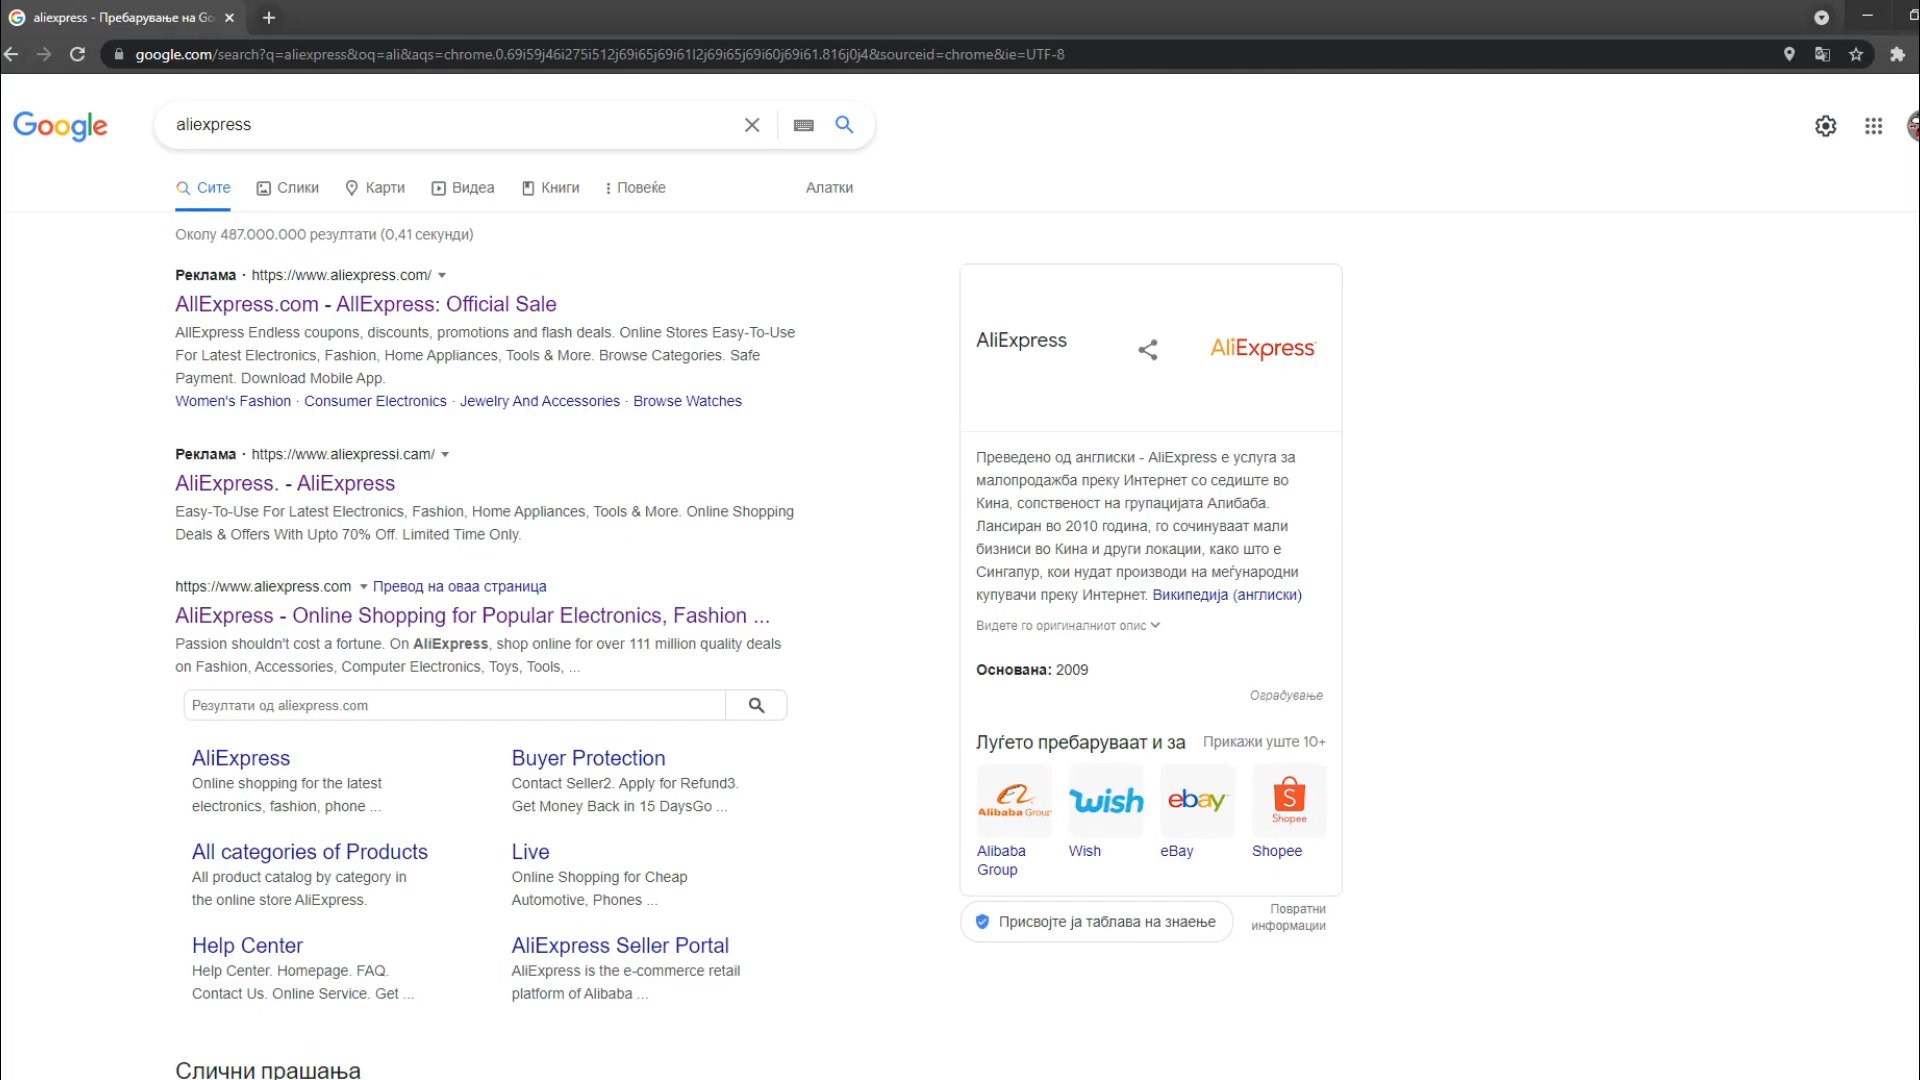 aliexpress - Пребарување на Go
google.com/search?q=aliexpress&oq=ali&aqs=chrome.0.69i59j46i275i512j69i65j69i61l2j69i65j69i60j69i61.816j0j4&sourceid=chrome&ie=UTF-8
Google
aliexpress
Сите
Слики
Карти
Видеа
Книги
Повеќе
Алатки
Околу 487.000.000 резултати (0,41 секунди)
Реклама · https://www.aliexpress.com/
AllExpress.com - AllExpress: Official Sale
AllExpress Endless coupons, discounts, promotions and flash deals. Online Stores Easy-To-Use
For Latest Electronics, Fashion, Home Appliances, Tools & More. Browse Categories. Safe
Payment. Download Mobile App.
Women's Fashion · Consumer Electronics · Jewelry And Accessories · Browse Watches
Реклама · https://www.aliexpressi.cam/
AliExpress. - AliExpress
Easy-To-Use For Latest Electronics, Fashion, Home Appliances, Tools & More. Online Shopping
Deals & Offers With Upto 70% Off. Limited Time Only.
https://www.aliexpress.com Превод на оваа страница
AliExpress - Online Shopping for Popular Electronics, Fashion ...
Passion shouldn't cost a fortune. On AliExpress, shop online for over 111 million quality deals
on Fashion, Accessories, Computer Electronics, Toys, Tools, ...
Резултати од aliexpress.com
AliExpress
Online shopping for the latest
electronics, fashion, phone ...
Buyer Protection
Contact Seller2. Apply for Refund3.
Get Money Back in 15 DaysGo ...
All categories of Products
All product catalog by category in
the online store AliExpress.
Live
Online Shopping for Cheap
Automotive, Phones ...
Help Center
Help Center. Homepage. FAQ.
Contact Us. Online Service. Get ...
AliExpress Seller Portal
AliExpress is the e-commerce retail
platform of Alibaba ...
Слични прашања
AliExpress
AliExpress
Преведено од англиски - AliExpress е услуга за
малопродажба преку Интернет со седиште во
Кина, сопственост на групацијата Алибаба.
Лансиран во 2010 година, го сочинуваат мали
бизниси во Кина и други локации, како што е
Сингапур, кои нудат производи на меѓународни
купувачи преку Интернет. Википедија (англиски)
Видете го оригиналниот опис
Основана: 2009
Оградување
Луѓето пребаруваат и за
Прикажи уште 10+
Alibaba Group
wish
ebay
Shopee
Alibaba
Group
Wish
eBay
Shopee
Присвојте ја таблава на знаење
Повратни
информации